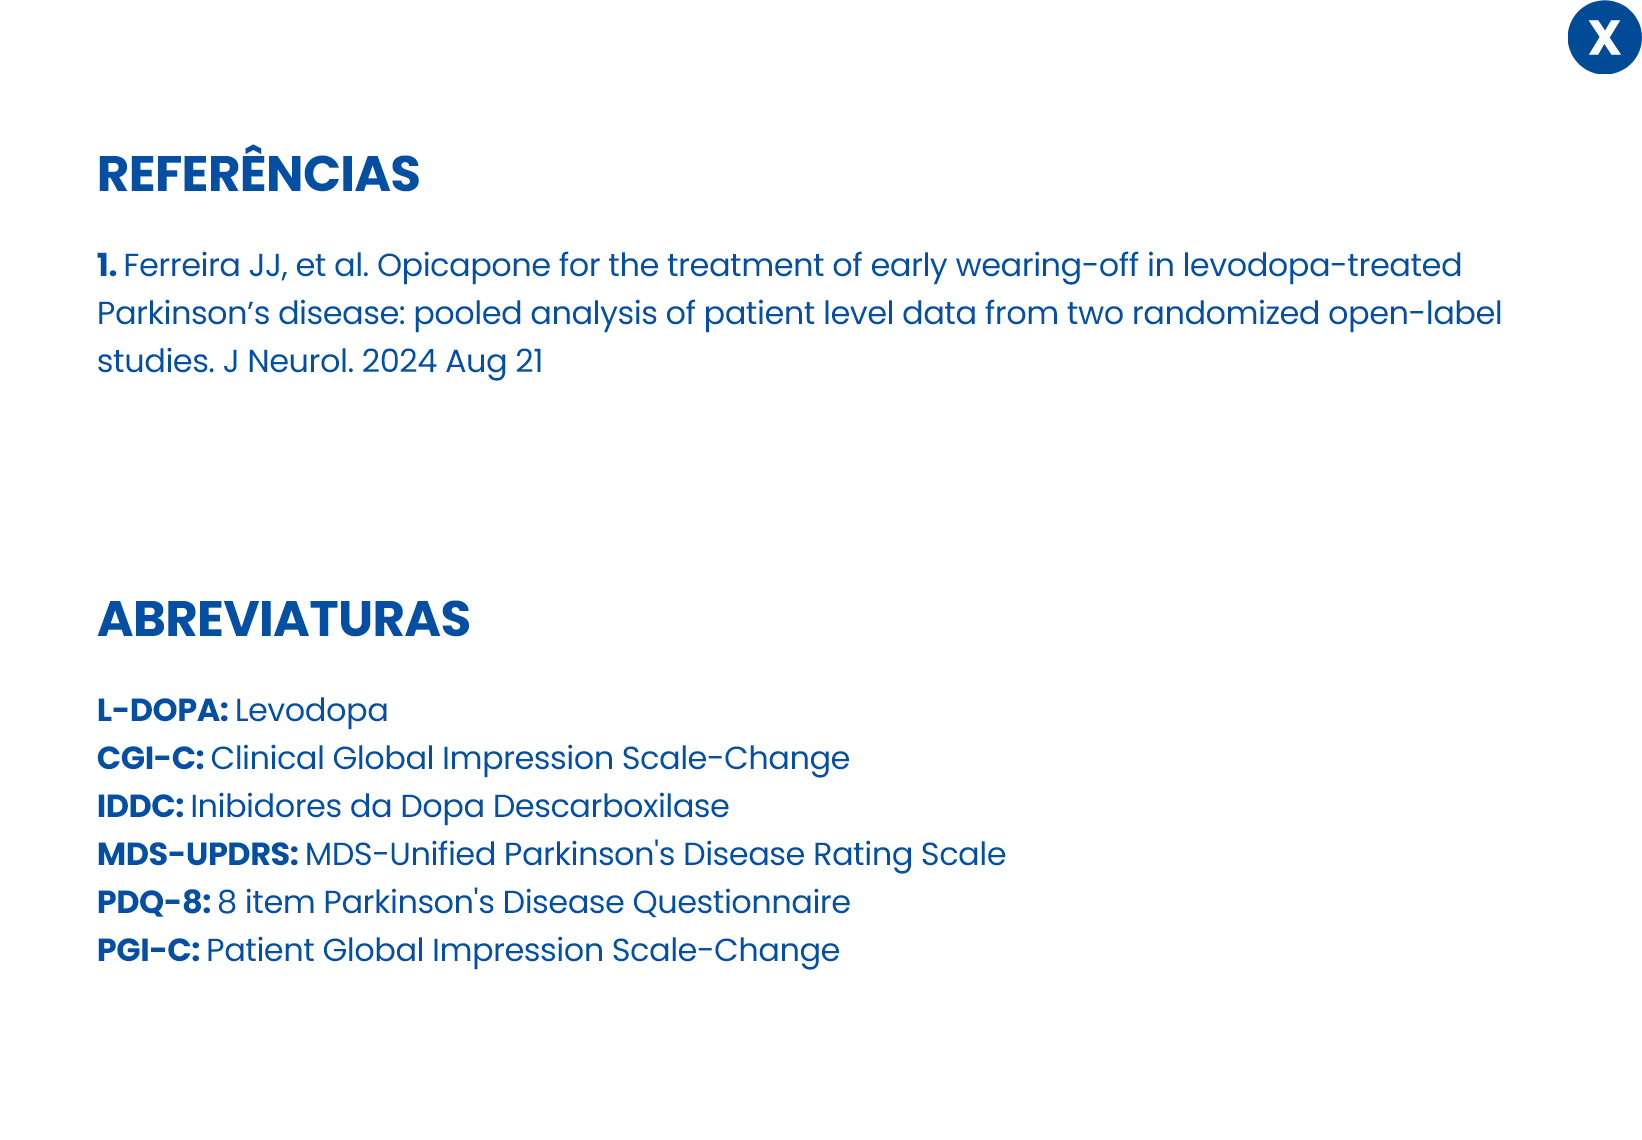 X
REFERÊNCIAS
1. Ferreira JJ, et al. Opicapone for the treatment of early wearing-off in levodopa-treated
Parkinson’s disease: pooled analysis of patient level data from two randomized open-label
studies. J Neurol. 2024 Aug 21
ABREVIATURAS
L-DOPA: Levodopa
CGI-C: Clinical Global Impression Scale-Change
IDDC: Inibidores da Dopa Descarboxilase
MDS-UPDRS: MDS-Unified Parkinson's Disease Rating Scale
PDQ-8: 8 item Parkinson's Disease Questionnaire
PGI-C: Patient Global Impression Scale-Change